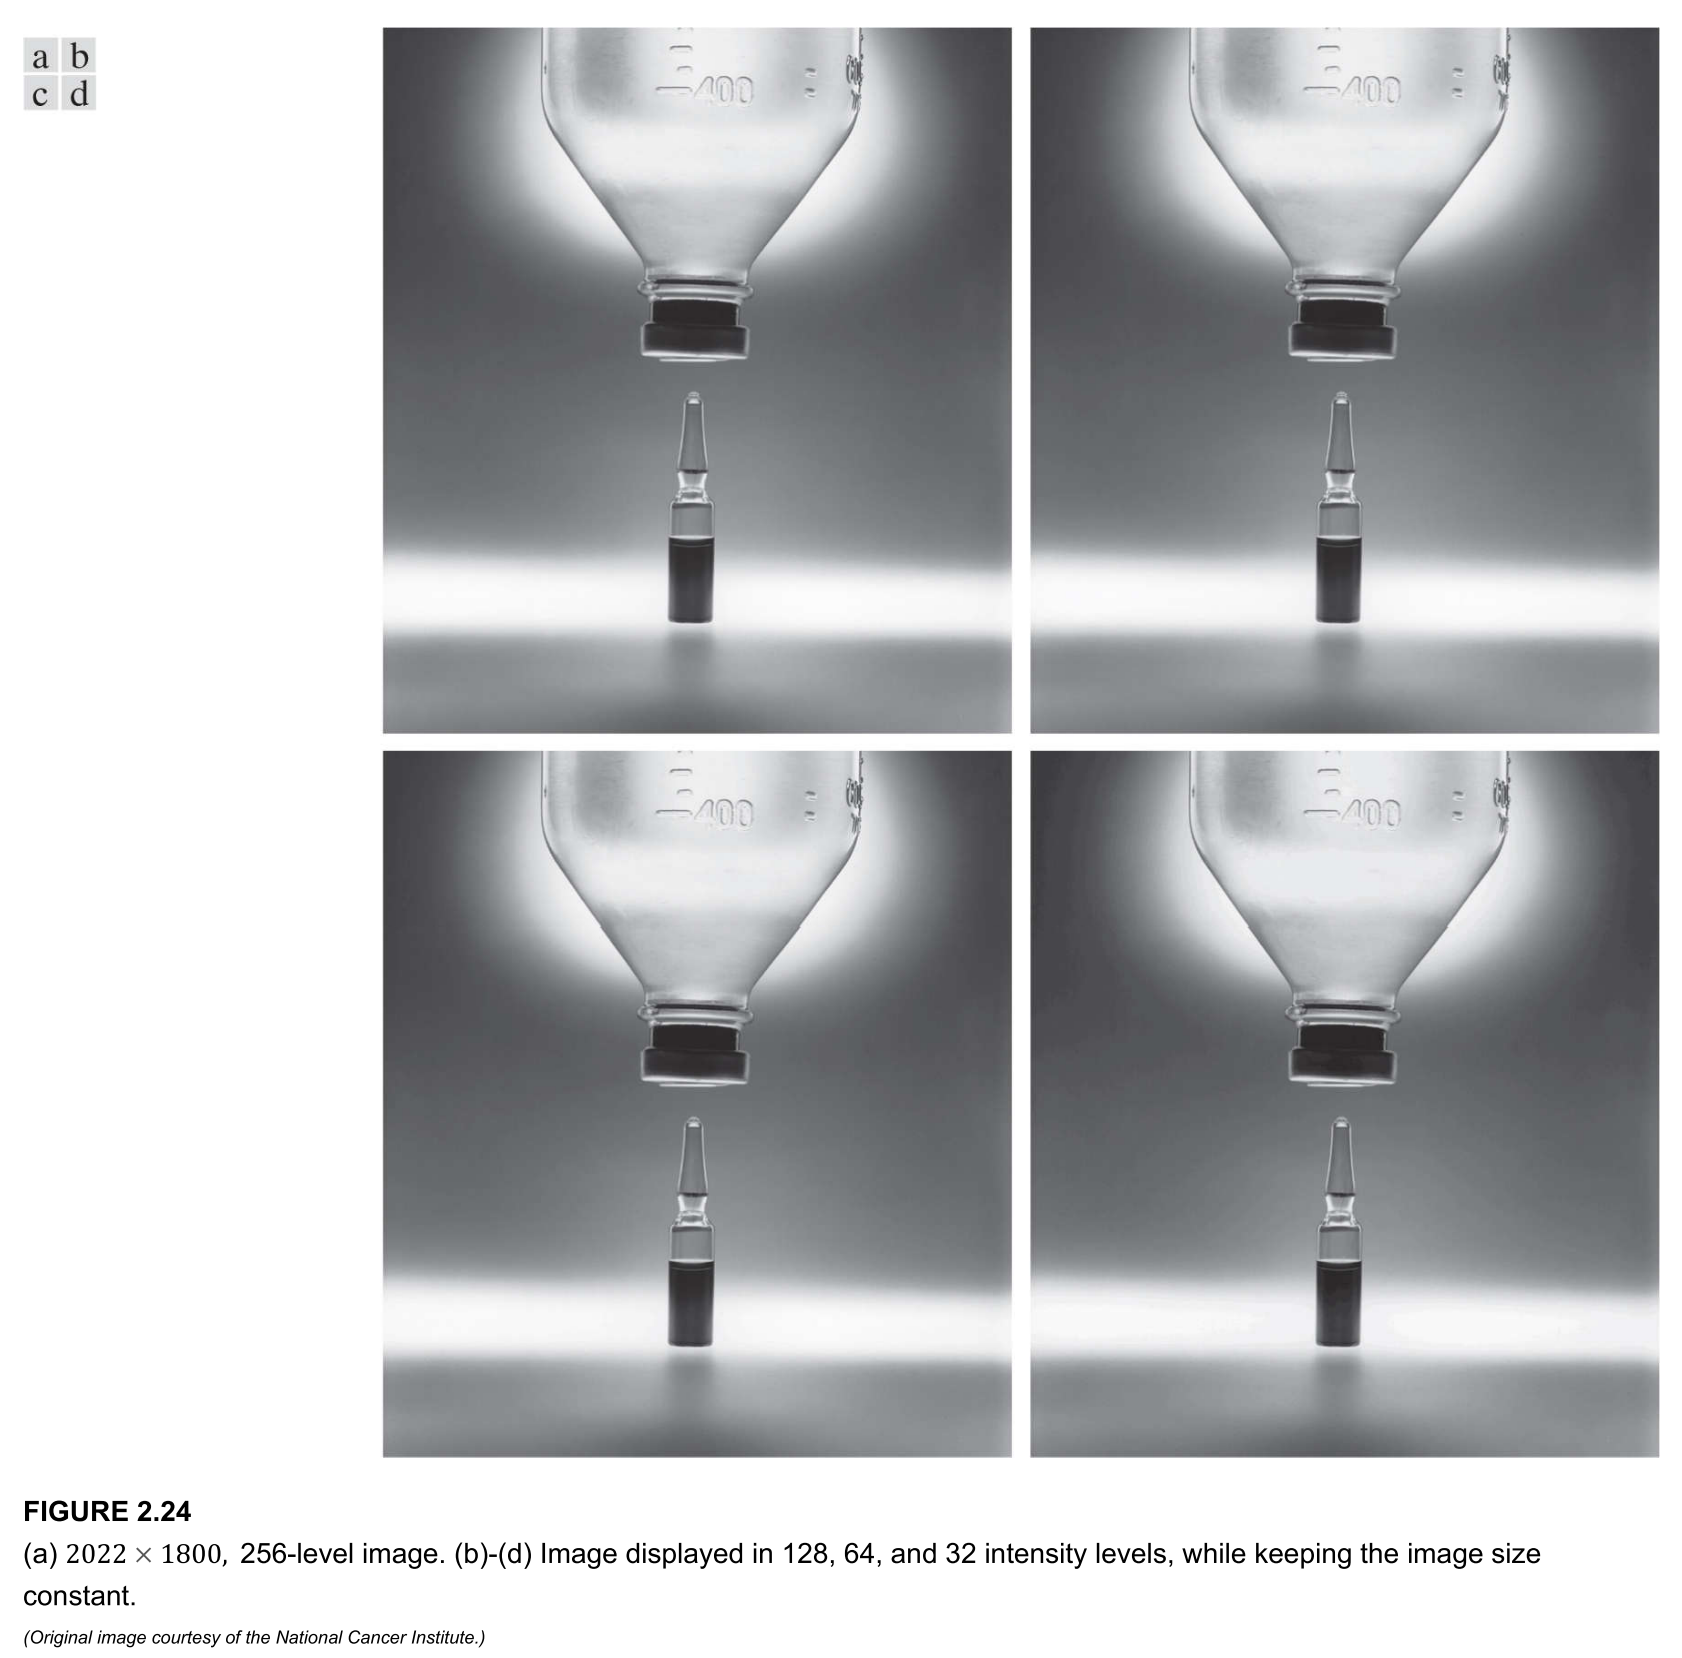 a b
c d
400
400
400
400
FIGURE 2.24
(a) 2022 × 1800, 256-level image. (b)-(d) Image displayed in 128, 64, and 32 intensity levels, while keeping the image size
constant.
(Original image courtesy of the National Cancer Institute.)